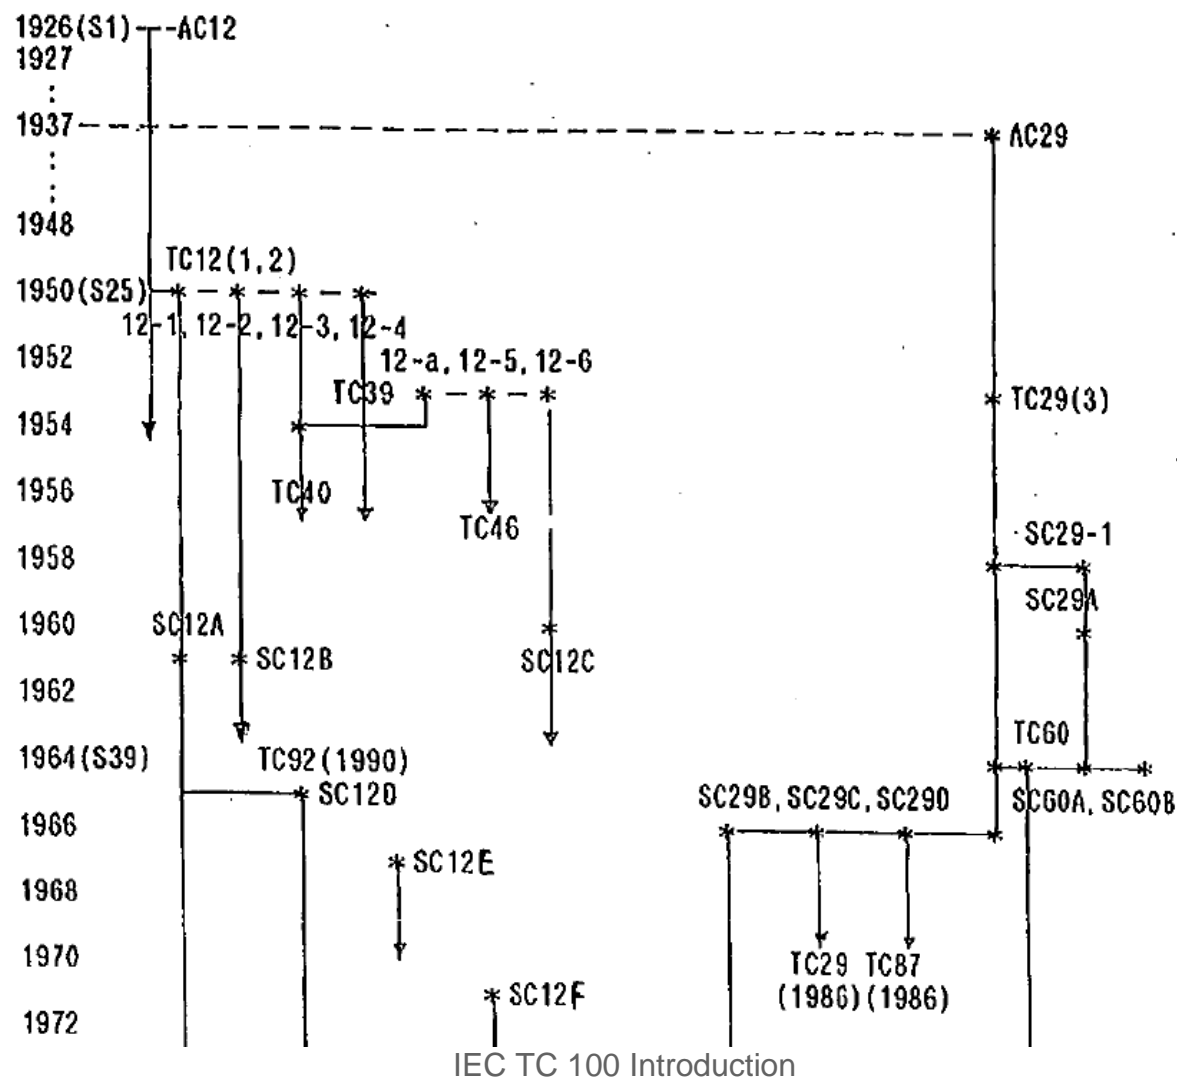 1926(S1) -AC12
1927
1937 AC29
1948
TC12(1,2)
1950(S25)
12-1, 12-2, 12-3, 12-4
1952 12-a, 12-5, 12-6
TC39 TC29(3)
1954
1956 TC40
TC46 SC29-1
1958
SC29A
1960 SC12A
SC12B SC12C
1962
TC60
1964(S39) TC92(1990)
SC12D SC29B, SC29C, SC29D SC60A, SC60B
1966
SC12E
1968
1970 TC29 TC87
SC12F (1986) (1986)
1972
IEC TC 100 Introduction